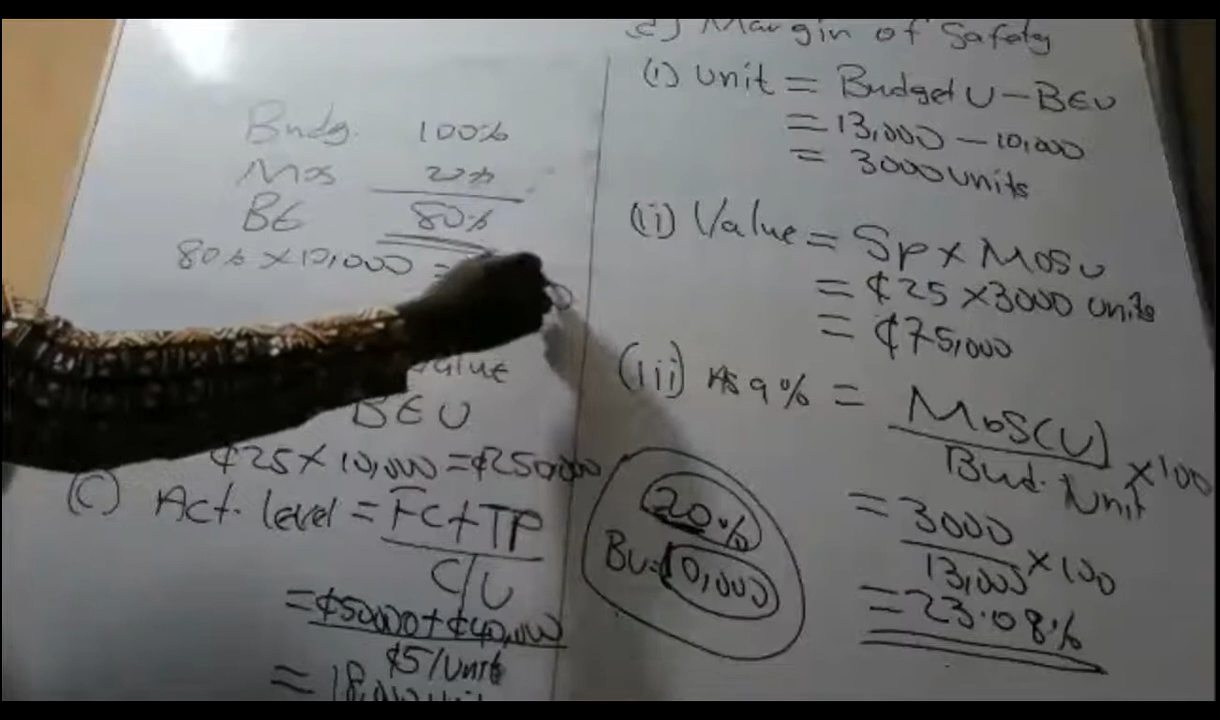 Budg. 100%
Mos 20%
BE 80%
80% × 10,000 =
BEU
¢25 × 10,000 = ¢250,000
(C) Act. level = FC + TP
C/U
= ¢50000 + ¢40,000
¢5/unit
=
d) Margin of Safety
(i) Unit = Budget U - BEU
= 13,000 - 10,000
= 3000 units
(ii) Value = SP × MOSU
= ¢25 × 3000 units
= ¢75,000
(iii) As a % = MOS(U)
Bud. Unit × 100
= 3000
13,000 × 100
= 23.08%
20%
BU = 10,000